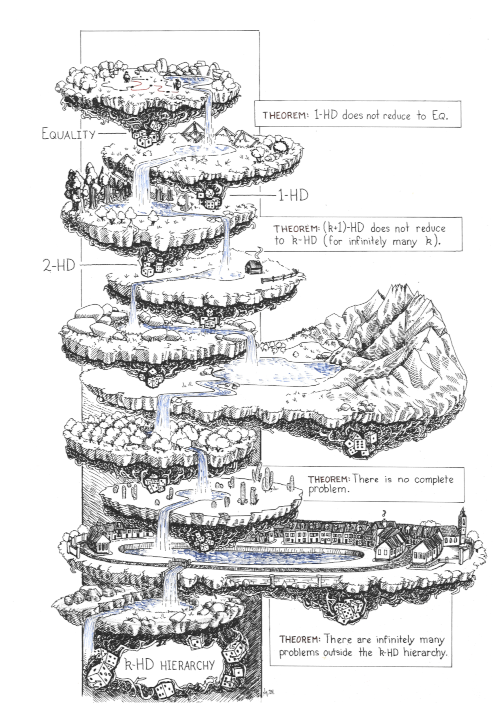 THEOREM: 1-HD does not reduce to EQ.
EQUALITY
1-HD
THEOREM: (k+1)-HD does not reduce
to k-HD (for infinitely many k).
2-HD
THEOREM: There is no complete
problem.
THEOREM: There are infinitely many
problems outside the k-HD hierarchy.
k-HD HIERARCHY